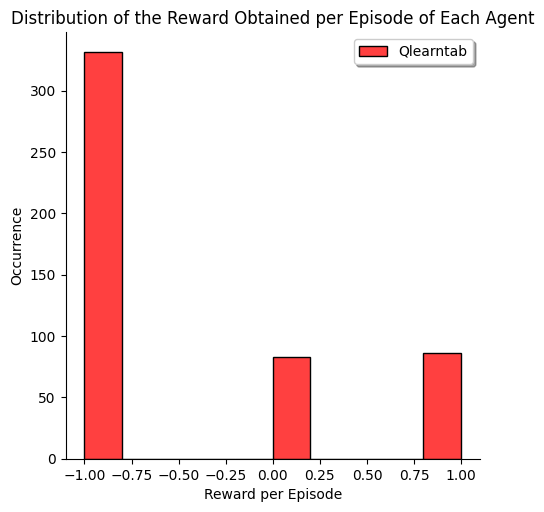 Distribution of the Reward Obtained per Episode of Each Agent
Qlearntab
300
250
200
150
100
50
0
Occurrence
−1.00 −0.75 −0.50 −0.25 0.00 0.25 0.50 0.75 1.00
Reward per Episode